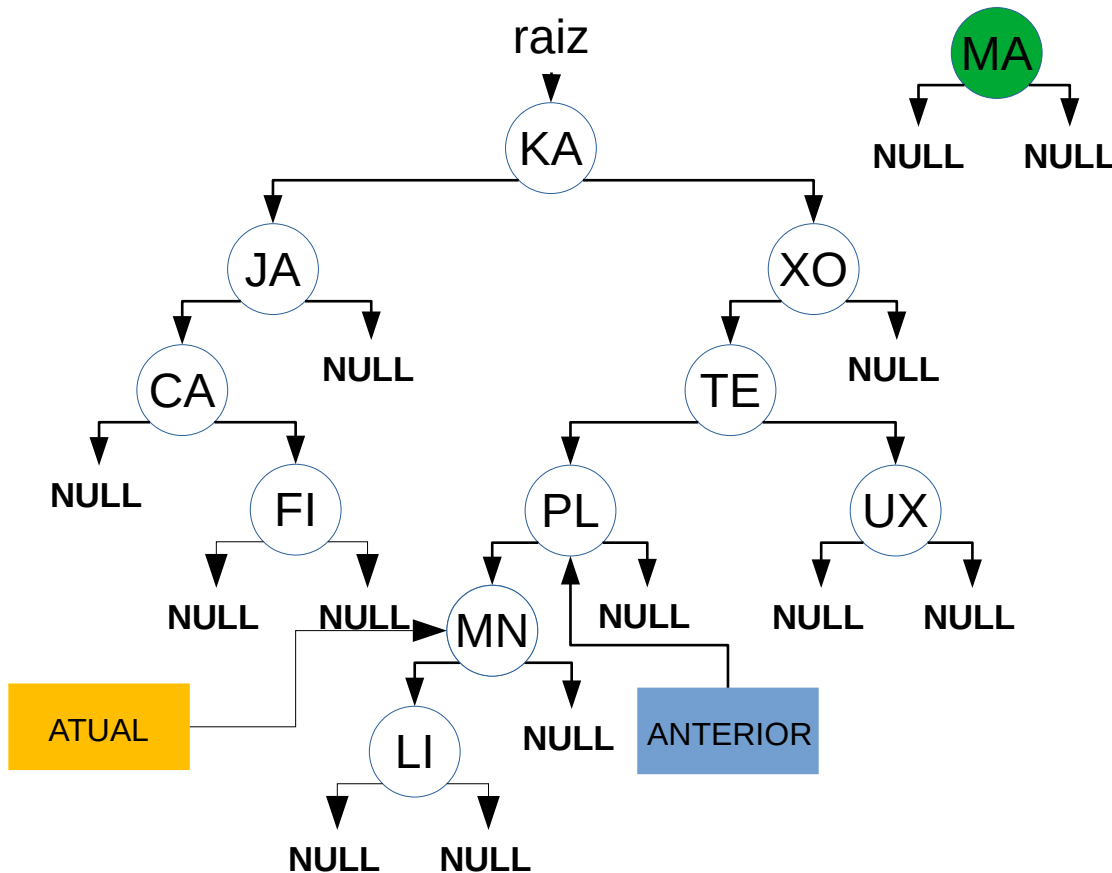 raiz
MA
NULL
NULL
KA
JA
XO
NULL
NULL
CA
TE
NULL
FI
PL
UX
NULL
NULL
NULL
NULL
NULL
MN
ATUAL
NULL
ANTERIOR
LI
NULL
NULL